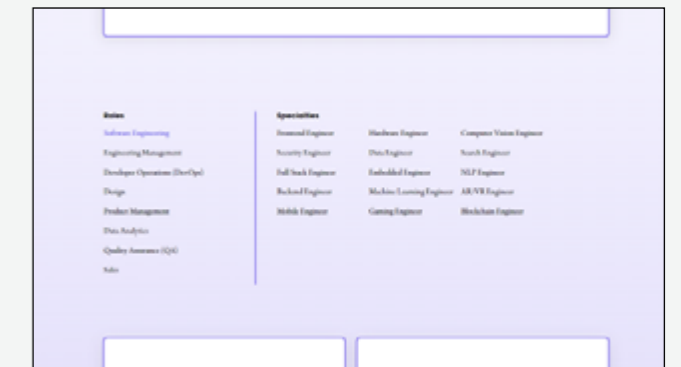 Roles
Software Engineering
Engineering Management
Developer Operations (DevOps)
Design
Product Management
Data Analytics
Quality Assurance (QA)
Sales
Specialties
Frontend Engineer
Security Engineer
Full Stack Engineer
Backend Engineer
Mobile Engineer
Hardware Engineer
Data Engineer
Embedded Engineer
Machine Learning Engineer
Gaming Engineer
Computer Vision Engineer
Search Engineer
NLP Engineer
AR/VR Engineer
Blockchain Engineer